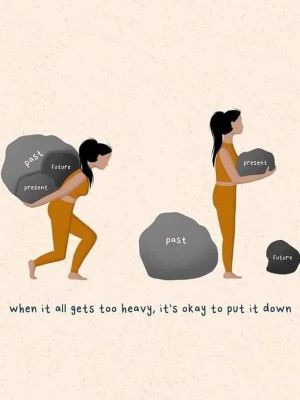 past
future
present
present
past
future
when it all gets too heavy, it's okay to put it down